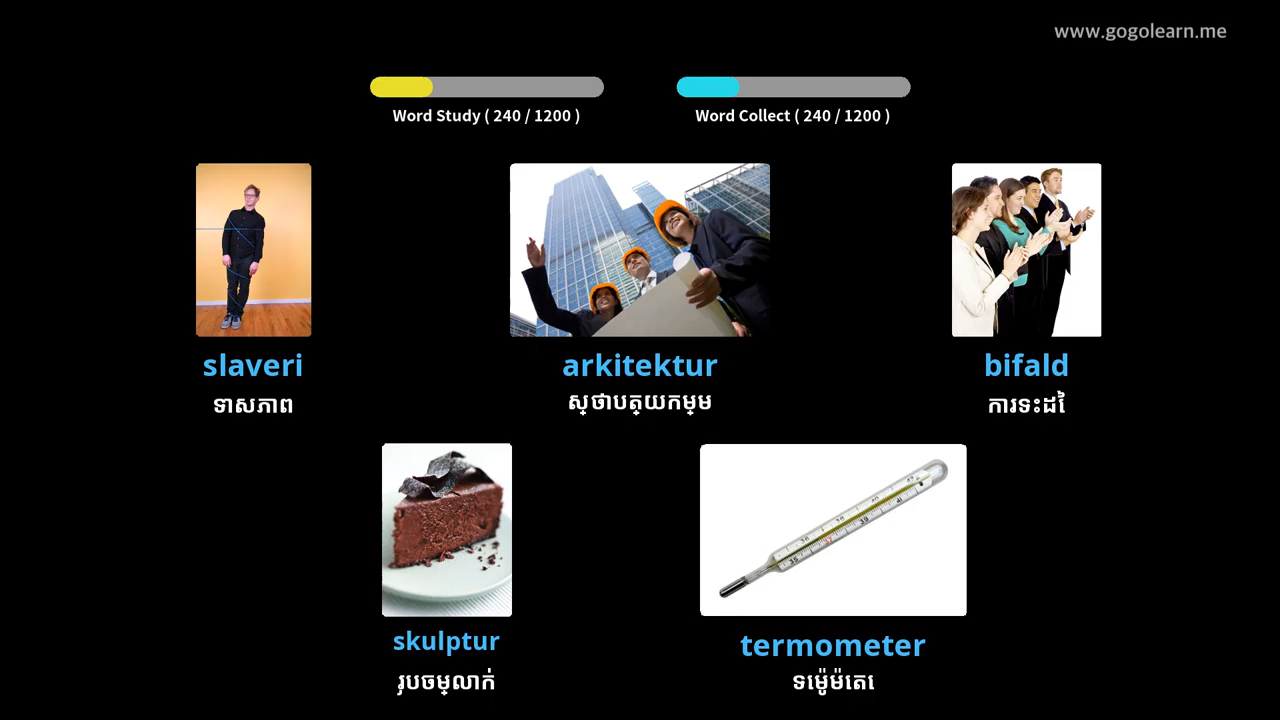 www.gogolearn.me
Word Study ( 240 / 1200 )
Word Collect ( 240 / 1200 )
slaveri
ទាសភាព
arkitektur
ស្ថាបត្យកម្ម
bifald
ការទះដៃ
skulptur
រូបចម្លាក់
termometer
ទែម៉ូម៉ែត្រ